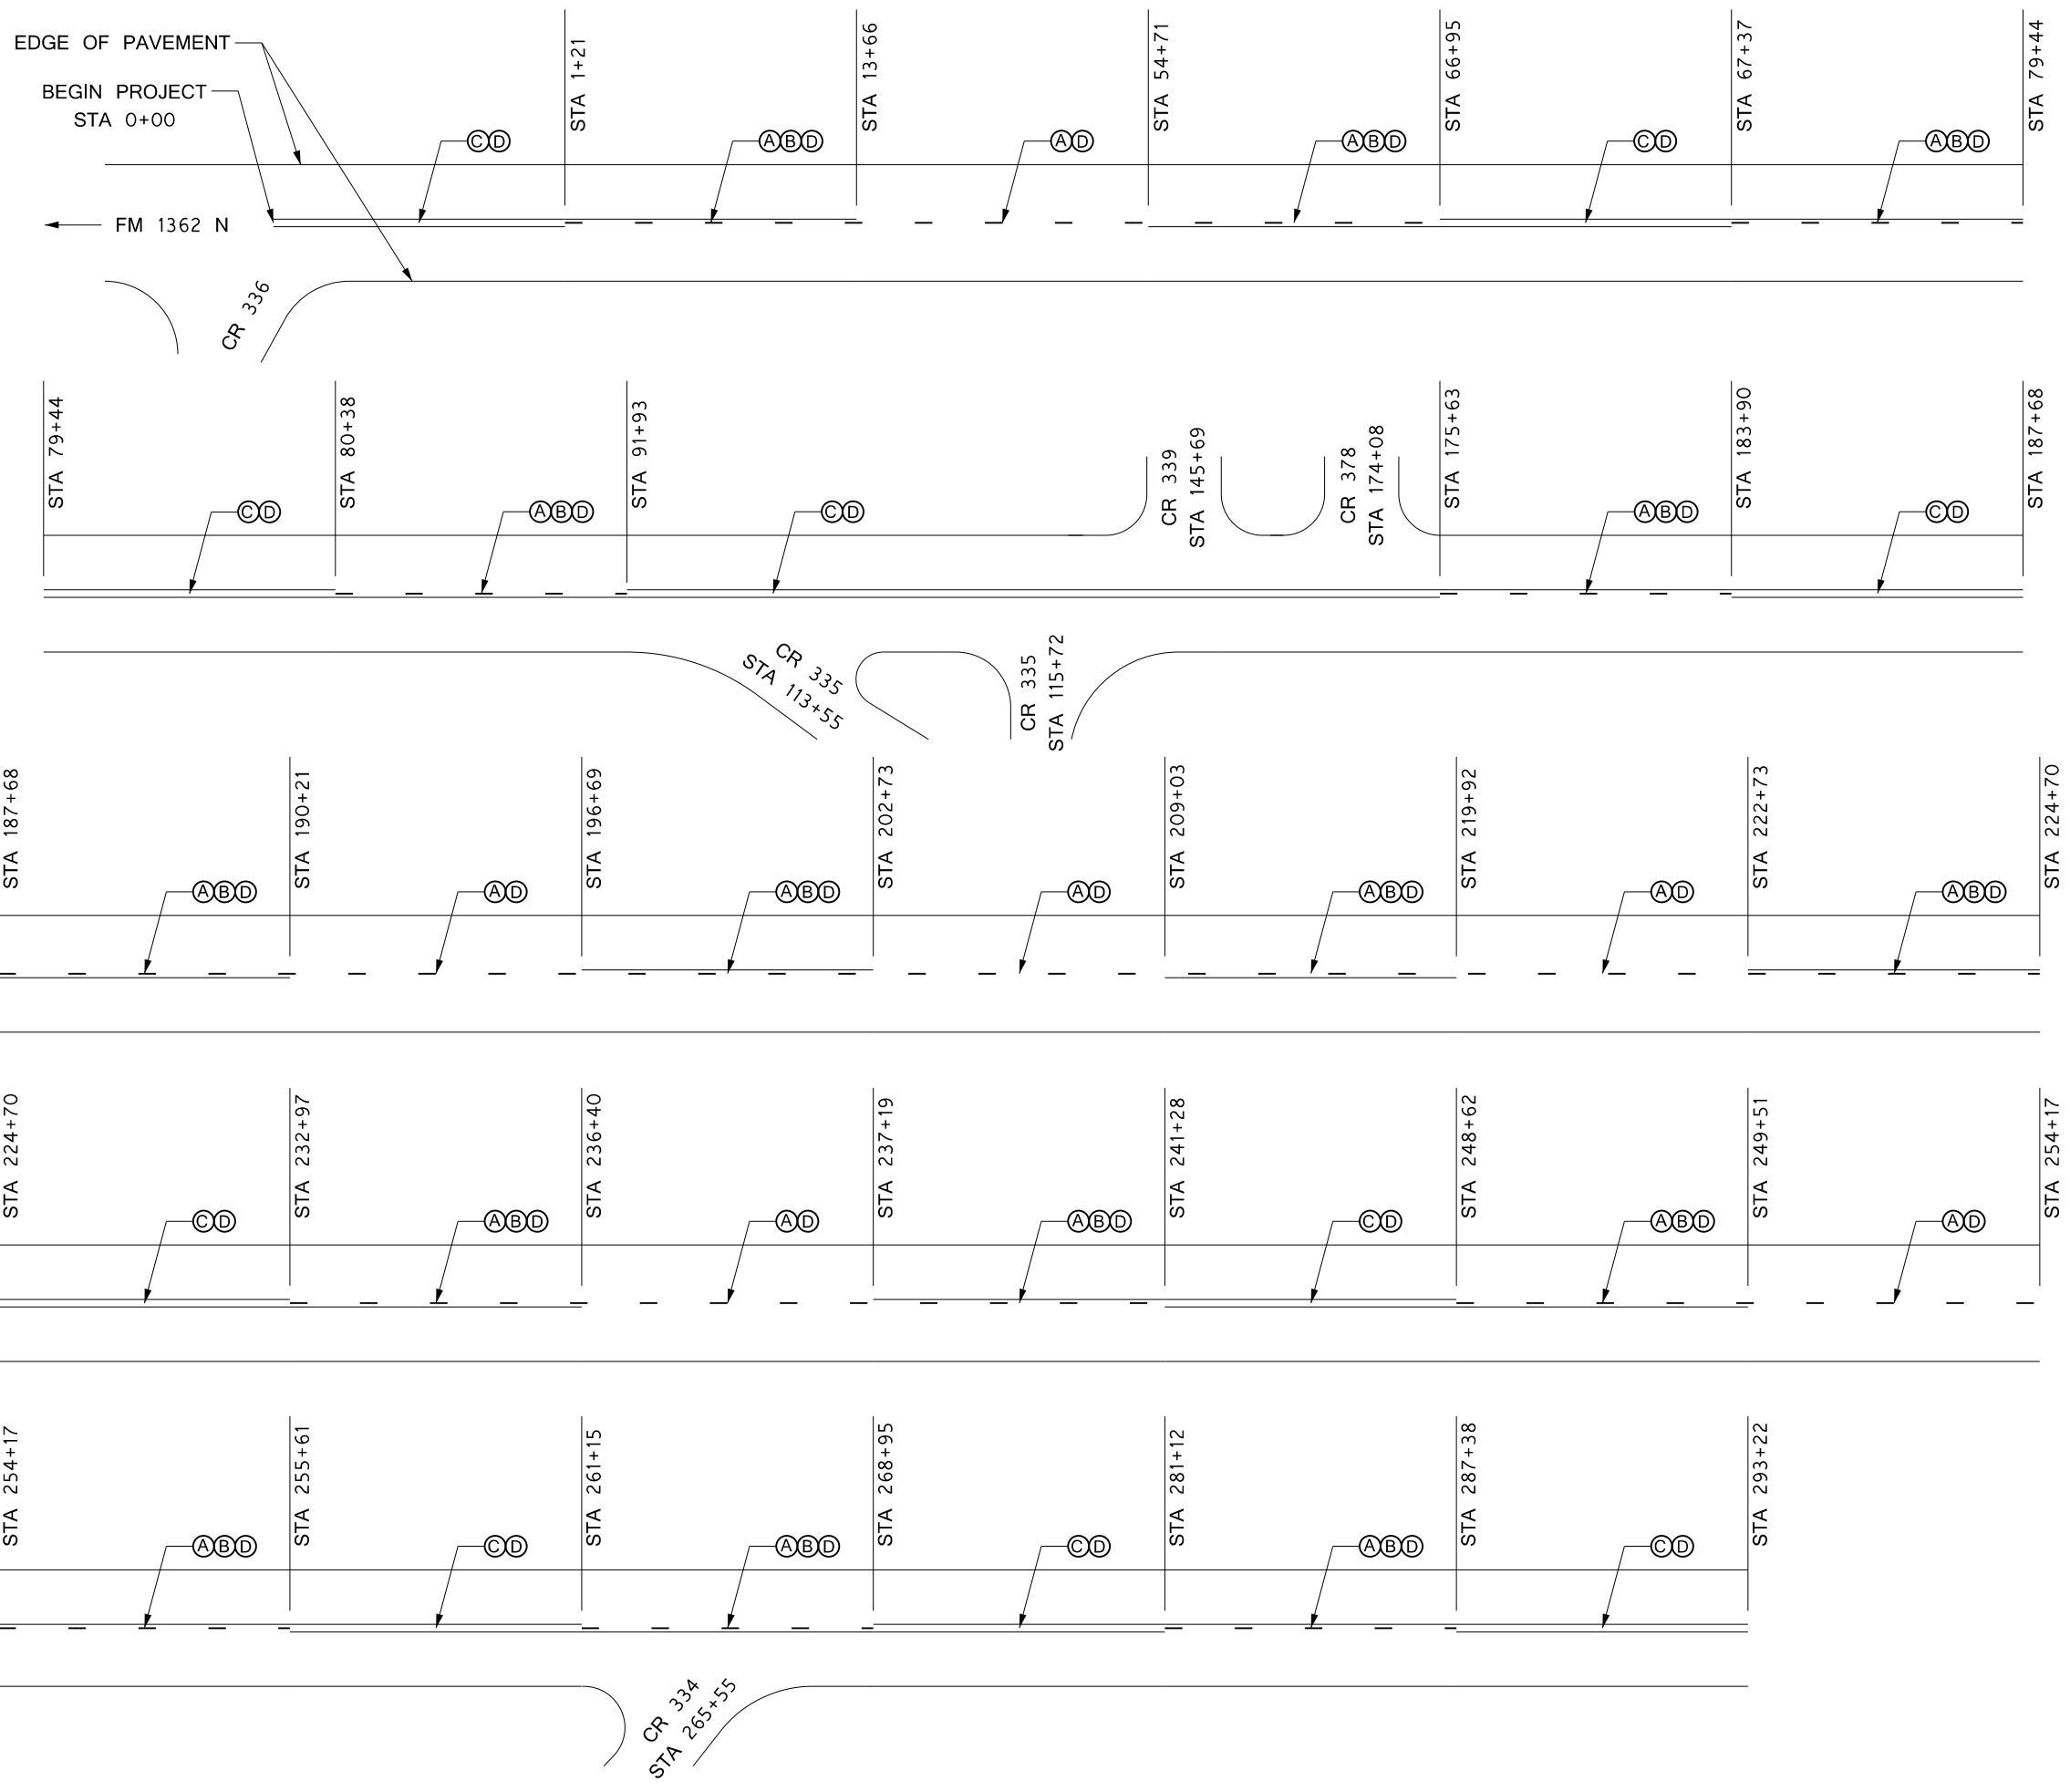 EDGE OF PAVEMENT
BEGIN PROJECT
STA 0+00
STA 1+21
STA 13+66
STA 54+71
STA 66+95
STA 67+37
STA 79+44
CD
ABD
AD
ABD
CD
ABD
FM 1362 N
CR 336
STA 79+44
STA 80+38
STA 91+93
CR 339
STA 145+69
CR 378
STA 174+08
STA 175+63
STA 183+90
STA 187+68
CD
ABD
CD
ABD
CD
CR 335
STA 113+55
CR 335
STA 115+72
STA 187+68
STA 190+21
STA 196+69
STA 202+73
STA 209+03
STA 219+92
STA 222+73
STA 224+70
ABD
AD
ABD
AD
ABD
AD
ABD
STA 224+70
STA 232+97
STA 236+40
STA 237+19
STA 241+28
STA 248+62
STA 249+51
STA 254+17
CD
ABD
AD
ABD
CD
ABD
AD
STA 254+17
STA 255+61
STA 261+15
STA 268+95
STA 281+12
STA 287+38
STA 293+22
ABD
CD
ABD
CD
ABD
CD
CR 334
STA 265+55